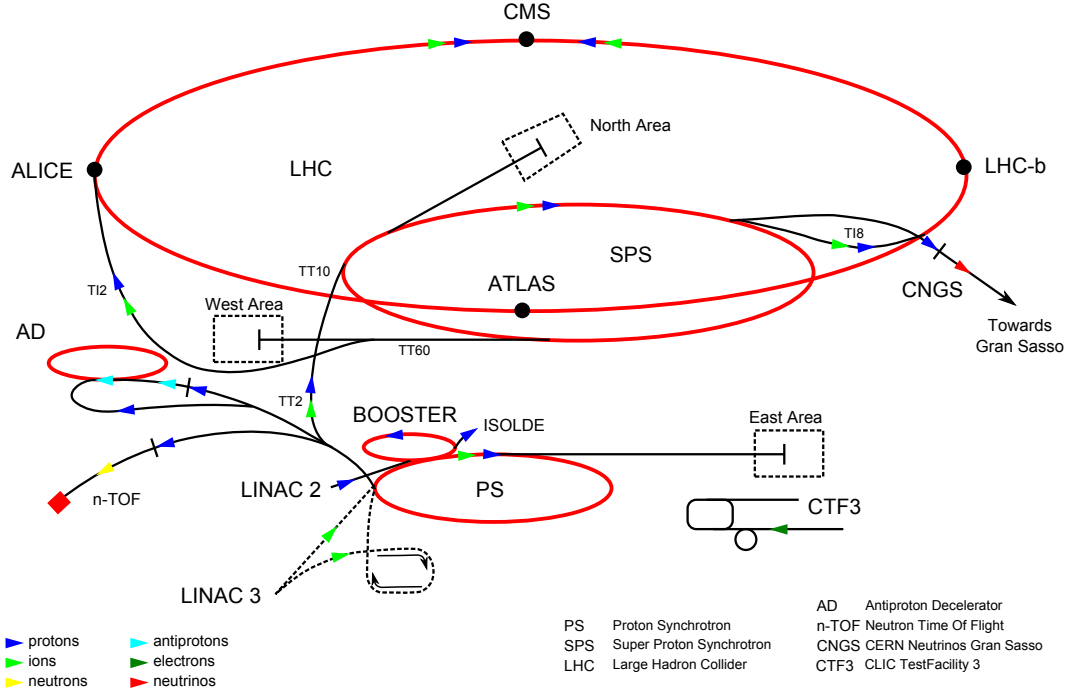 CMS
North Area
ALICE
LHC
LHC-b
SPS
TI8
TT10
ATLAS
TI2
West Area
CNGS
AD
Towards
Gran Sasso
TT60
TT2
BOOSTER
ISOLDE
East Area
LINAC 2
PS
n-TOF
CTF3
LINAC 3
protons
ions
neutrons
antiprotons
electrons
neutrinos
PS Proton Synchrotron
SPS Super Proton Synchrotron
LHC Large Hadron Collider
AD Antiproton Decelerator
n-TOF Neutron Time Of Flight
CNGS CERN Neutrinos Gran Sasso
CTF3 CLIC TestFacility 3